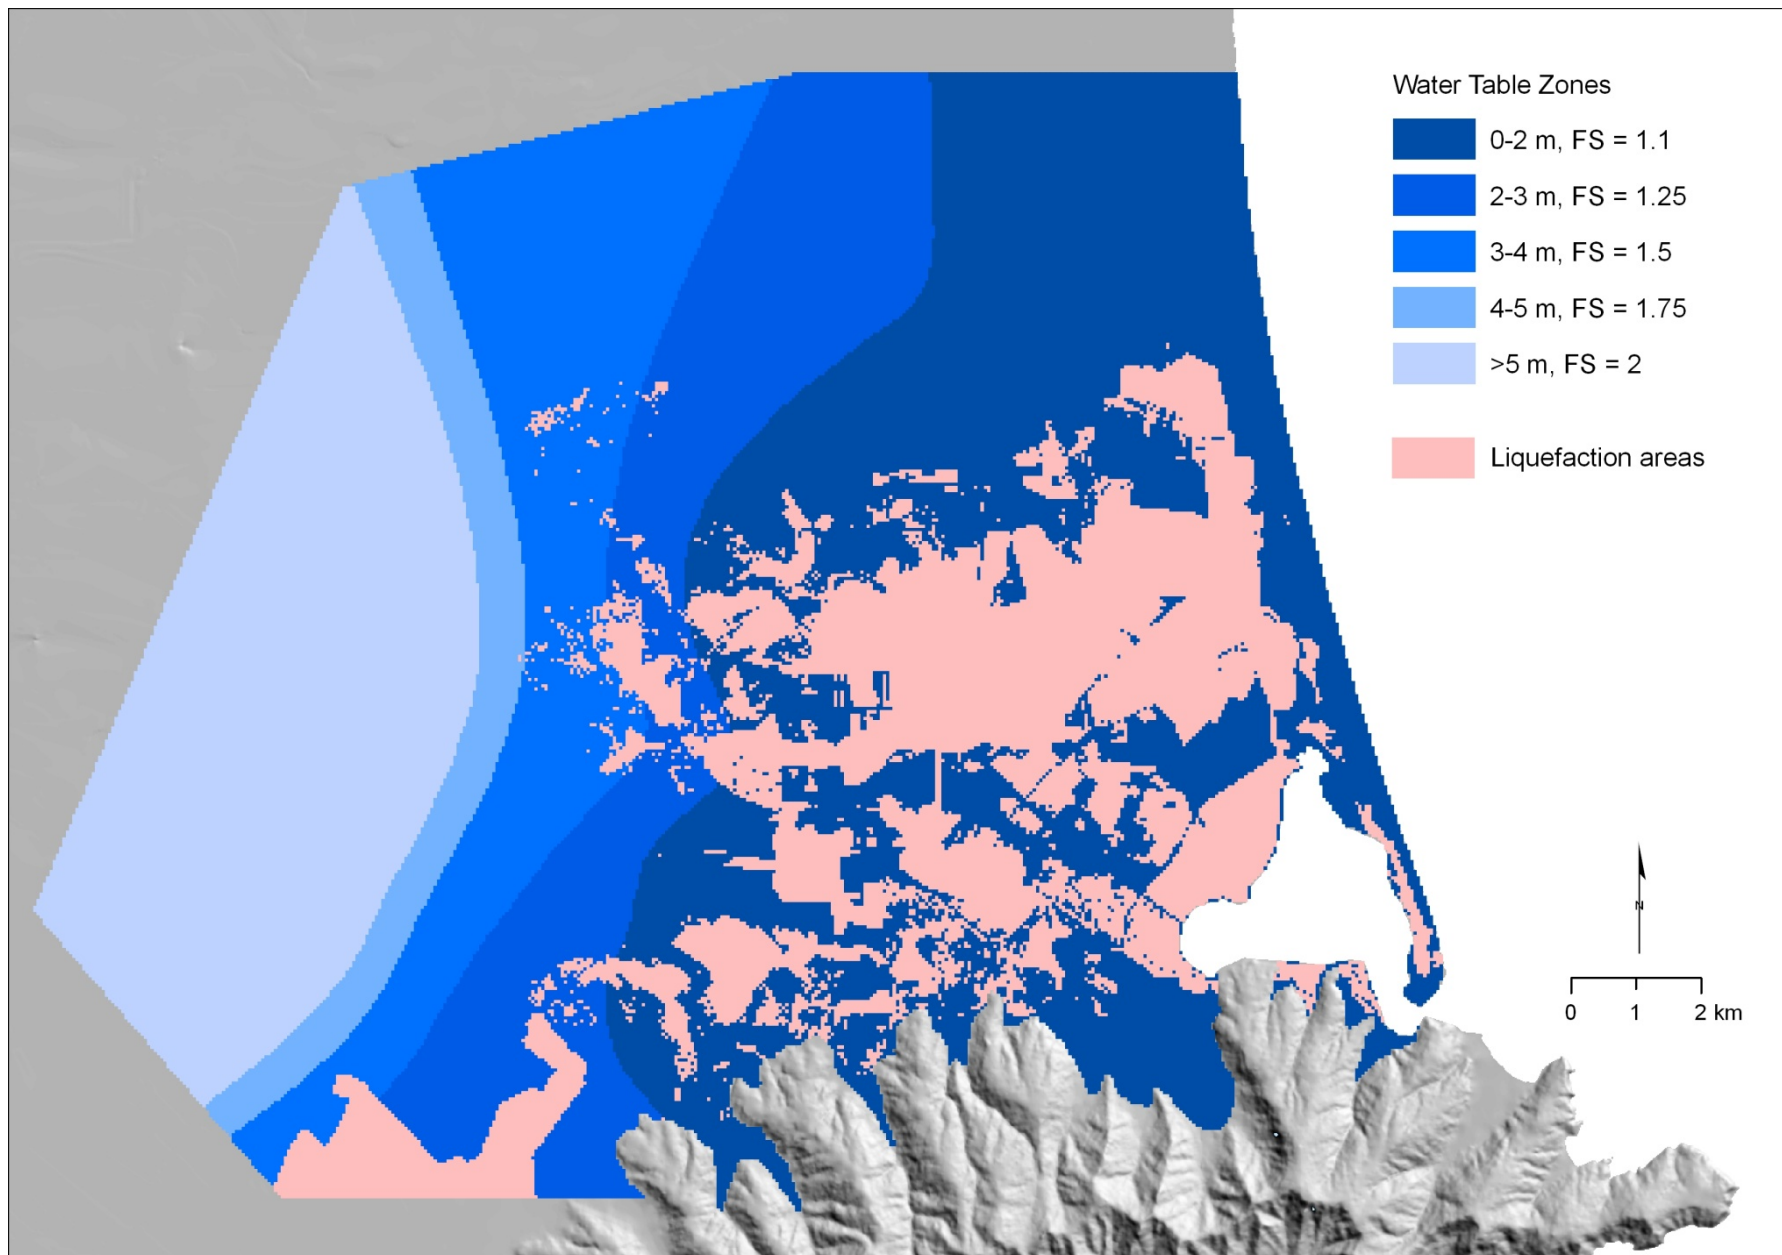 Water Table Zones
0-2 m, FS = 1.1
2-3 m, FS = 1.25
3-4 m, FS = 1.5
4-5 m, FS = 1.75
>5 m, FS = 2
Liquefaction areas
N
0 1 2 km